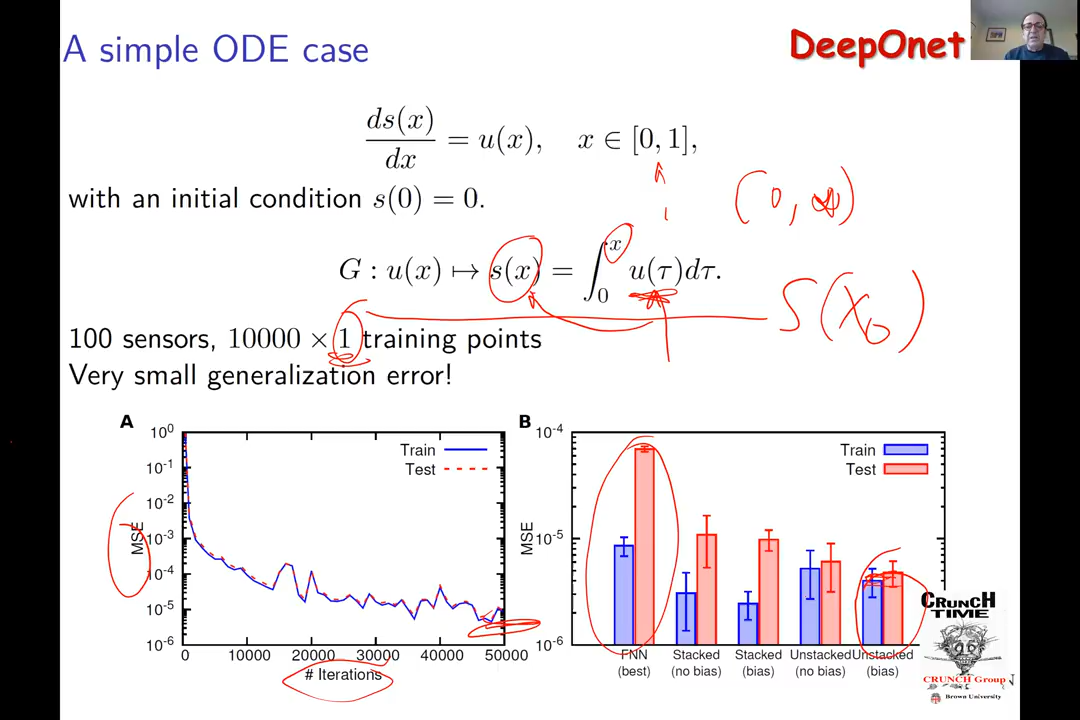 A simple ODE case
DeepOnet
ds(x)/dx = u(x), x ∈ [0, 1],
(0, ∞)
with an initial condition s(0) = 0.
G : u(x) ↦ s(x) = ∫₀ˣ u(τ)dτ.
S(x₀)
100 sensors, 10000 × 1 training points
Very small generalization error!
A
10⁰
10⁻¹
10⁻²
10⁻³
10⁻⁴
10⁻⁵
10⁻⁶
MSE
Train
Test
0 10000 20000 30000 40000 50000
# Iterations
B
10⁻⁴
10⁻⁵
10⁻⁶
MSE
Train
Test
FNN (best)
Stacked (no bias)
Stacked (bias)
Unstacked (no bias)
Unstacked (bias)
CRUNCH
TIME
CRUNCH Group
Brown University